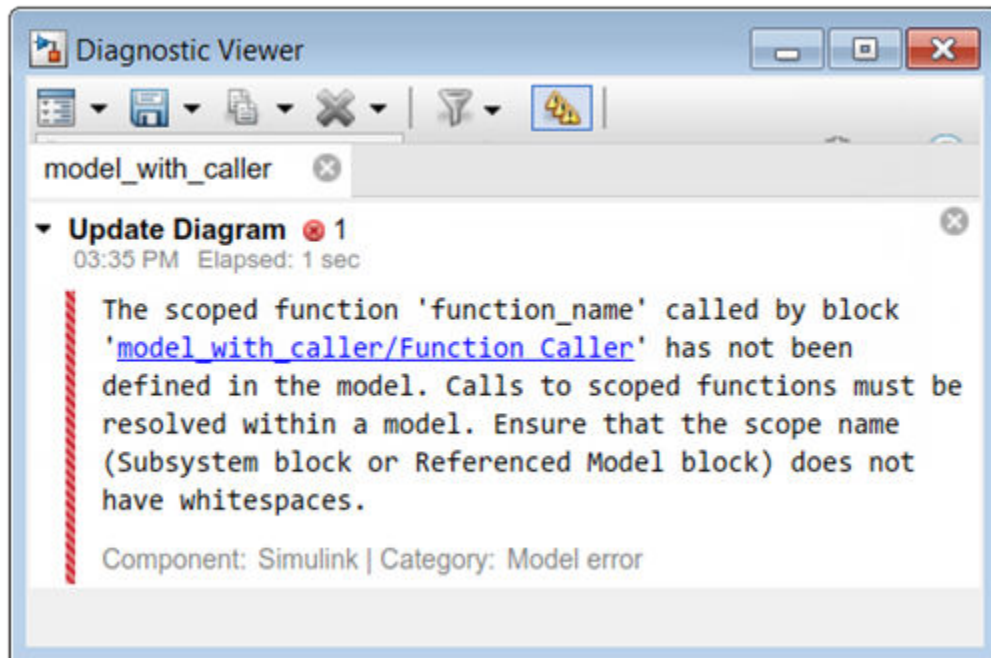 Diagnostic Viewer
model_with_caller
Update Diagram 1
03:35 PM Elapsed: 1 sec
The scoped function 'function_name' called by block
'model_with_caller/Function Caller' has not been
defined in the model. Calls to scoped functions must be
resolved within a model. Ensure that the scope name
(Subsystem block or Referenced Model block) does not
have whitespaces.
Component: Simulink | Category: Model error